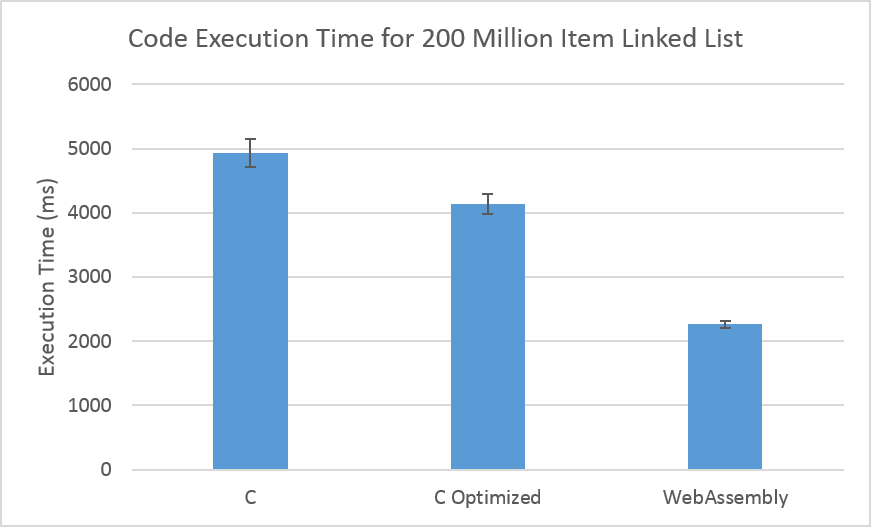 Code Execution Time for 200 Million Item Linked List
Execution Time (ms)
6000
5000
4000
3000
2000
1000
0
C
C Optimized
WebAssembly